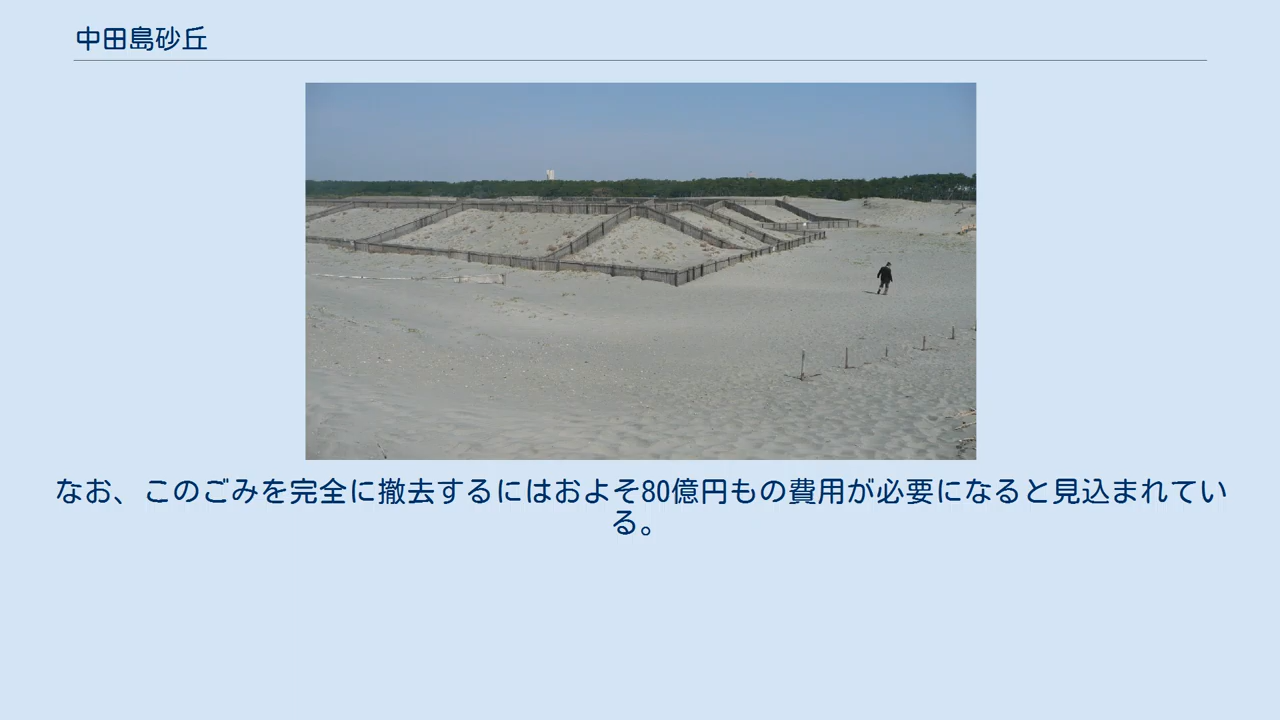 中田島砂丘
なお、このごみを完全に撤去するにはおよそ80億円もの費用が必要になると見込まれてい
る。